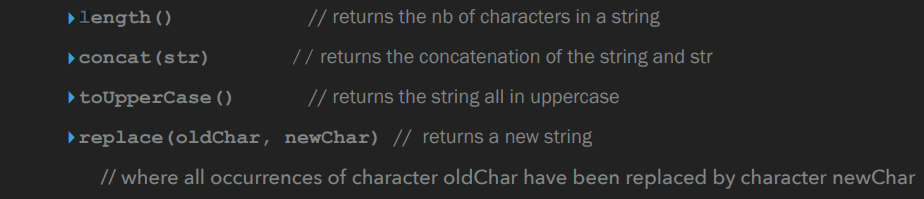 length() // returns the nb of characters in a string
concat(str) // returns the concatenation of the string and str
toUpperCase() // returns the string all in uppercase
replace(oldChar, newChar) // returns a new string
// where all occurrences of character oldChar have been replaced by character newChar